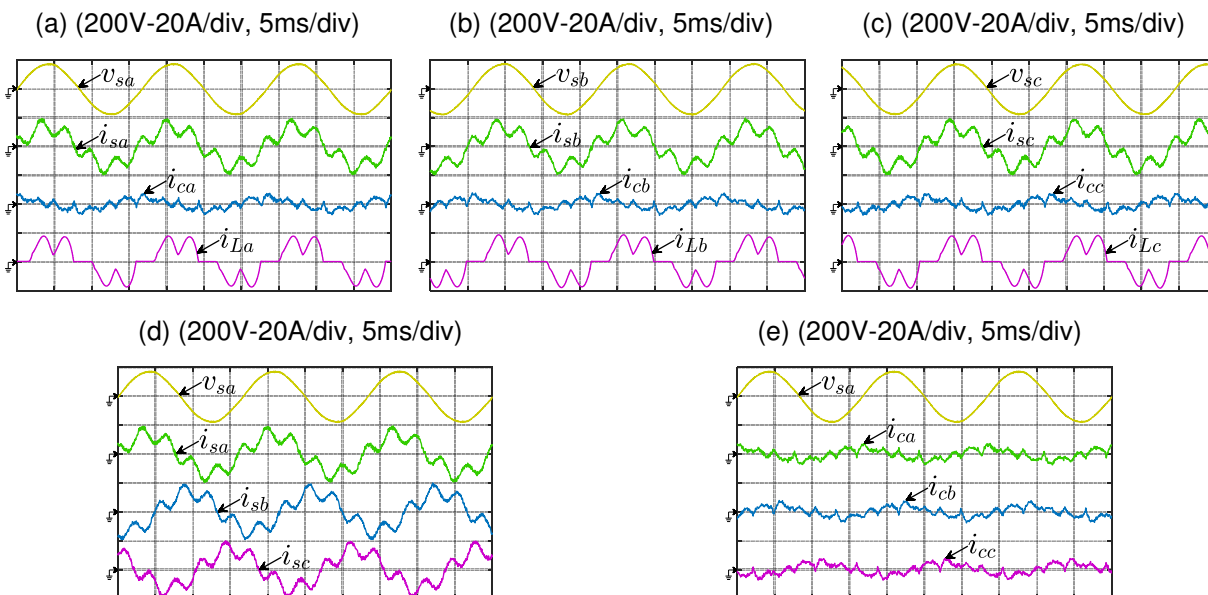 (a) (200V-20A/div, 5ms/div)
v_sa
i_sa
i_ca
i_La
(b) (200V-20A/div, 5ms/div)
v_sb
i_sb
i_cb
i_Lb
(c) (200V-20A/div, 5ms/div)
v_sc
i_sc
i_cc
i_Lc
(d) (200V-20A/div, 5ms/div)
v_sa
i_sa
i_sb
i_sc
(e) (200V-20A/div, 5ms/div)
v_sa
i_ca
i_cb
i_cc